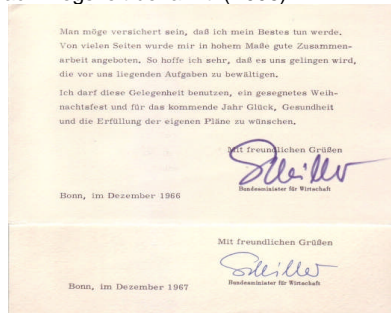 Man möge versichert sein, daß ich mein Bestes tun werde.
Von vielen Seiten wurde mir in hohem Maße gute Zusammen-
arbeit angeboten. So hoffe ich sehr, daß es uns gelingen wird,
die vor uns liegenden Aufgaben zu bewältigen.
Ich darf diese Gelegenheit benutzen, ein gesegnetes Weih-
nachtsfest und für das kommende Jahr Glück, Gesundheit
und die Erfüllung der eigenen Pläne zu wünschen.
Mit freundlichen Grüßen
Schiller
Bundesminister für Wirtschaft
Bonn, im Dezember 1966
Mit freundlichen Grüßen
Schiller
Bundesminister für Wirtschaft
Bonn, im Dezember 1967